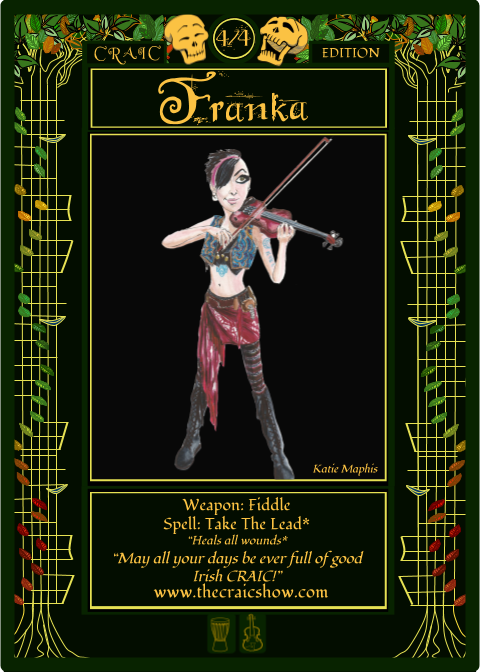 CRAIC 4/4 EDITION
Franka
Katie Maphis
Weapon: Fiddle
Spell: Take The Lead*
"Heals all wounds*
"May all your days be ever full of good
Irish CRAIC!"
www.thecraicshow.com